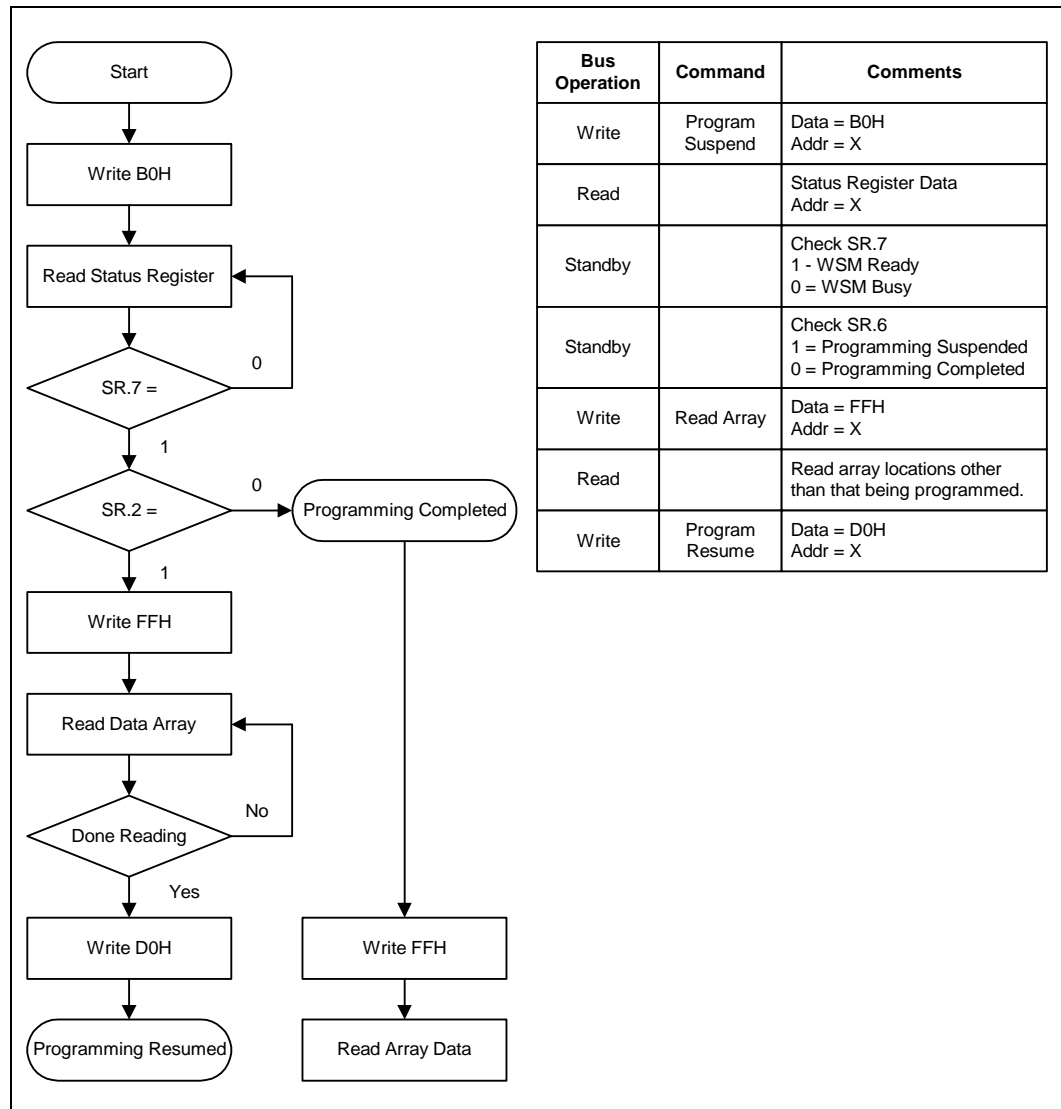 Start
Write B0H
Read Status Register
SR.7 =
0
1
SR.2 =
0
Programming Completed
1
Write FFH
Read Data Array
Done Reading
No
Yes
Write D0H
Programming Resumed
Write FFH
Read Array Data
Bus
Operation
Command
Comments
Write
Program
Suspend
Data = B0H
Addr = X
Read
Status Register Data
Addr = X
Standby
Check SR.7
1 - WSM Ready
0 = WSM Busy
Standby
Check SR.6
1 = Programming Suspended
0 = Programming Completed
Write
Read Array
Data = FFH
Addr = X
Read
Read array locations other
than that being programmed.
Write
Program
Resume
Data = D0H
Addr = X